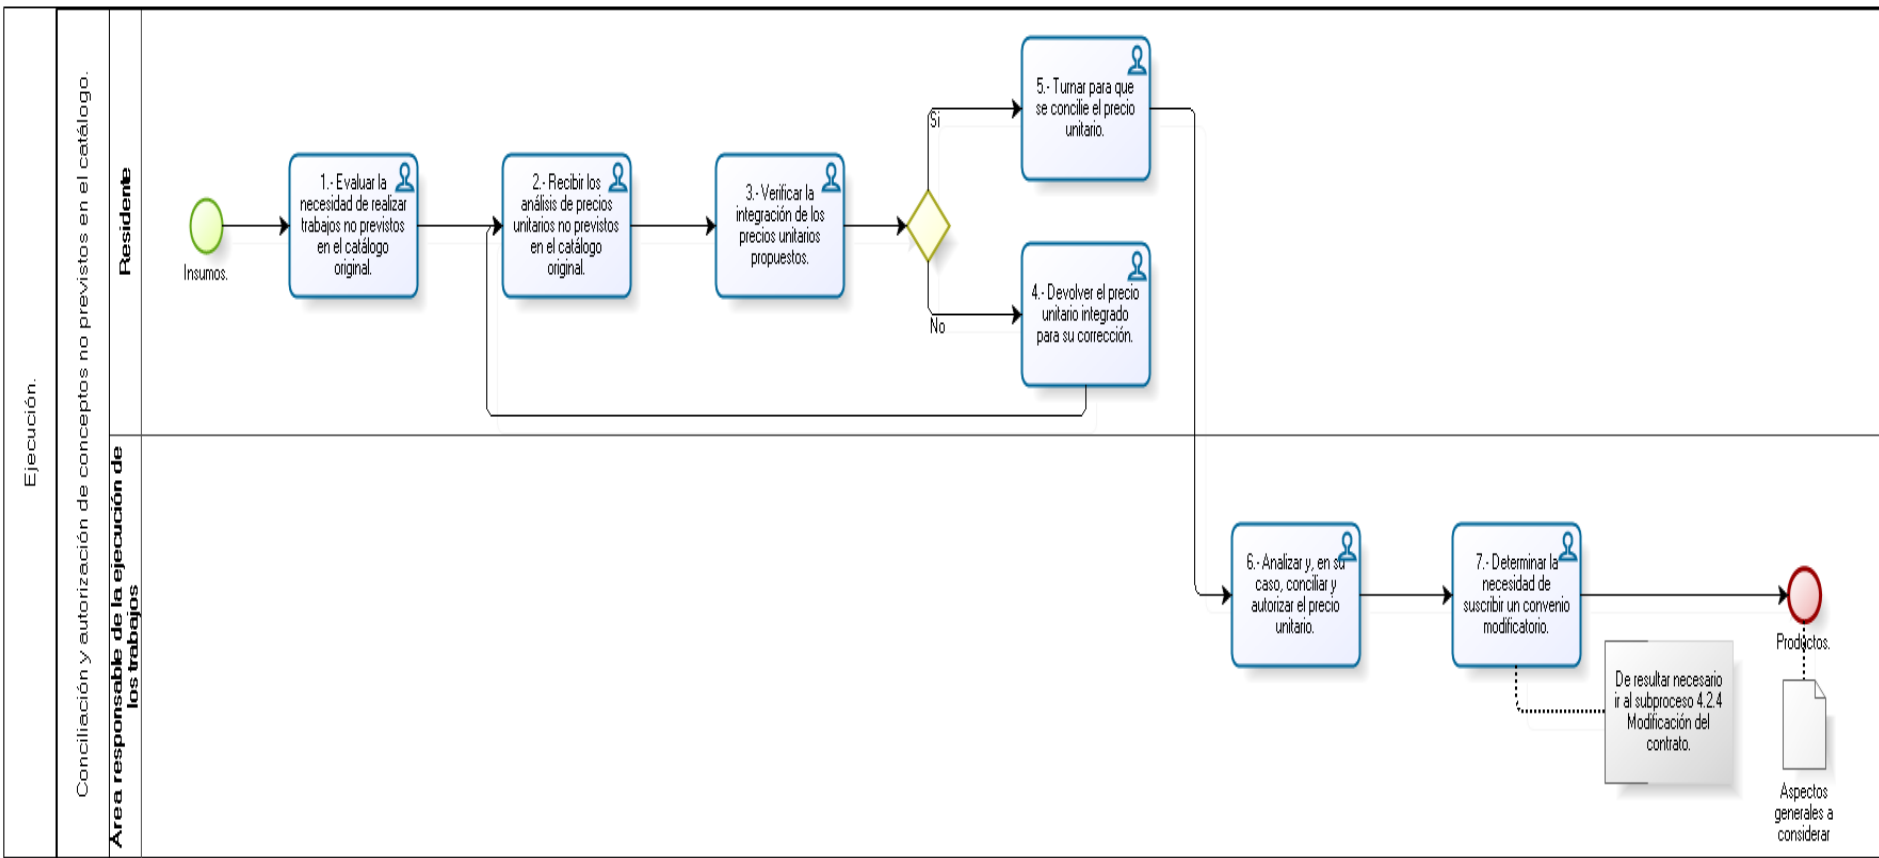 Ejecución.
Conciliación y autorización de conceptos no previstos en el catálogo.
Residente
Insumos.
1.- Evaluar la
necesidad de realizar
trabajos no previstos
en el catálogo
original.
2.- Recibir los
análisis de precios
unitarios no previstos
en el catálogo
original.
3.- Verificar la
integración de los
precios unitarios
propuestos.
Si
No
5.- Turnar para que
se concilie el precio
unitario.
4.- Devolver el precio
unitario integrado
para su corrección.
Área responsable de la ejecución de
los trabajos
6.- Analizar y, en su
caso, conciliar y
autorizar el precio
unitario.
7.- Determinar la
necesidad de
suscribir un convenio
modificatorio.
De resultar necesario
ir al subproceso 4.2.4
Modificación del
contrato.
Productos.
Aspectos
generales a
considerar